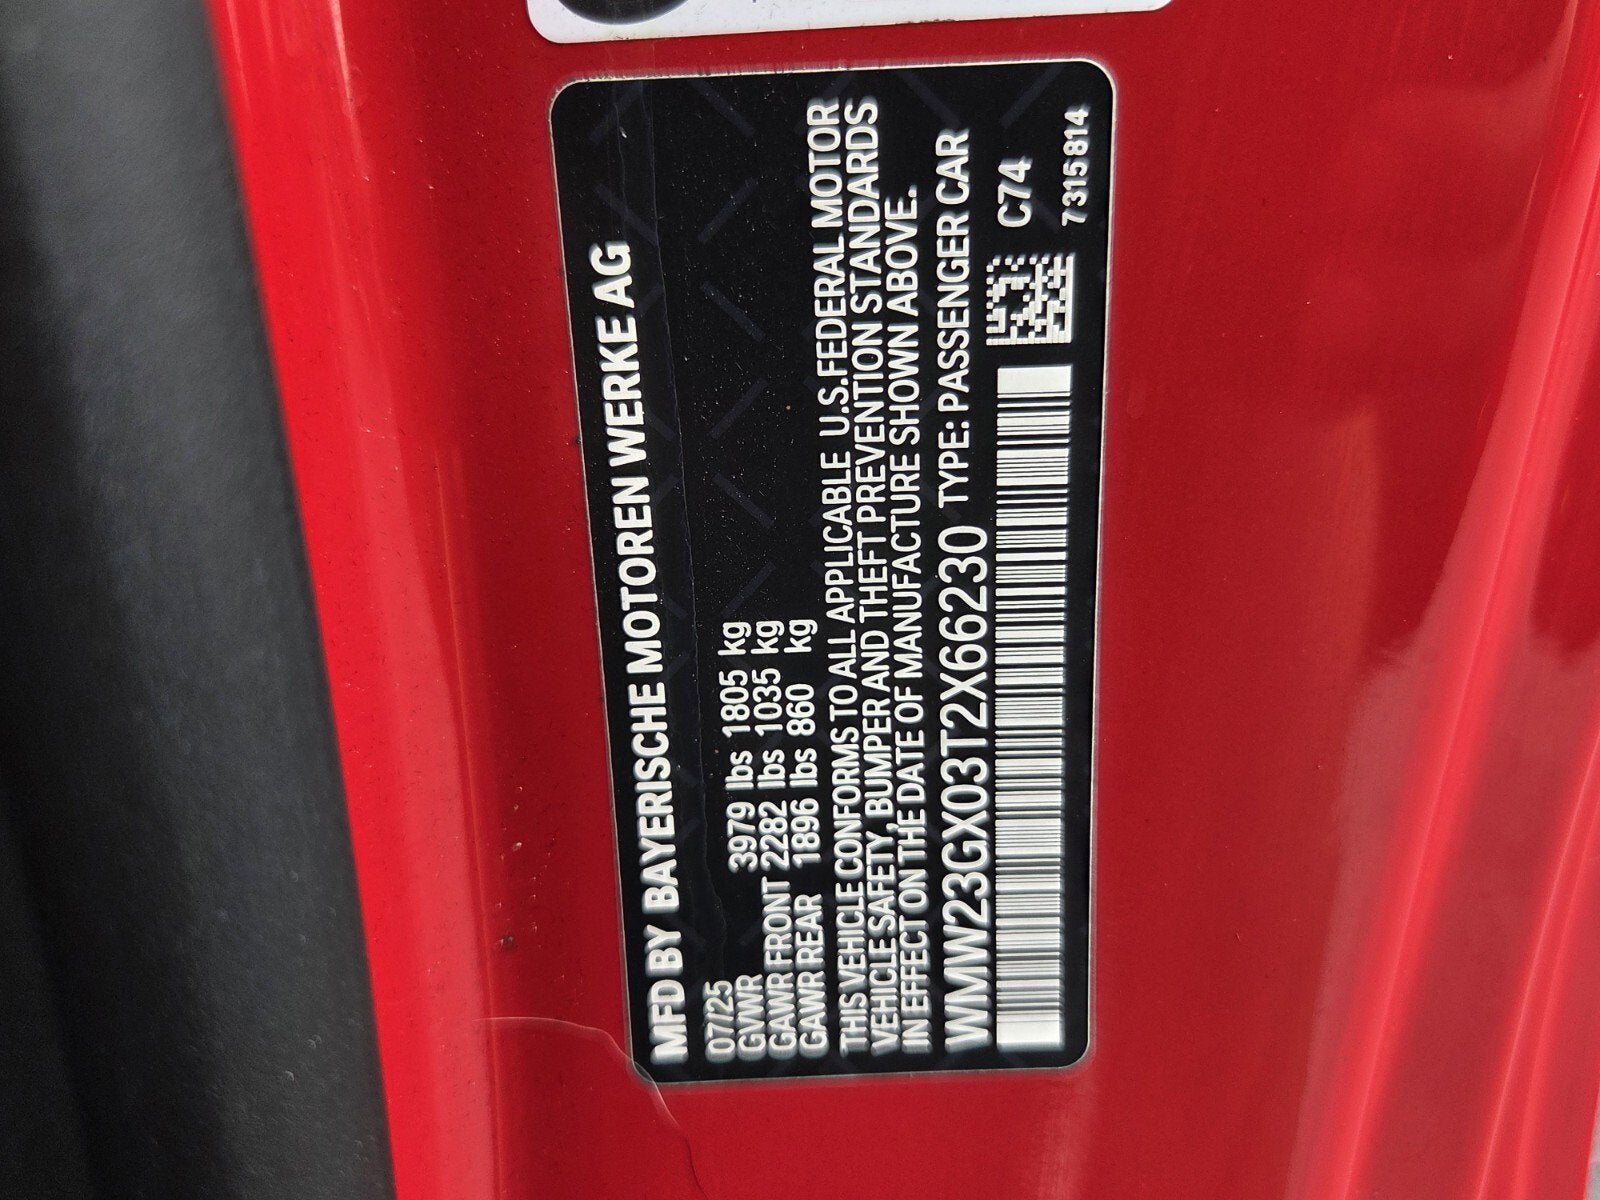 MFD BY BAYERISCHE MOTOREN WERKE AG
07/25
GVWR 3979 lbs 1805 kg
GAWR FRONT 2282 lbs 1035 kg
GAWR REAR 1896 lbs 860 kg
THIS VEHICLE CONFORMS TO ALL APPLICABLE U.S.FEDERAL MOTOR
VEHICLE SAFETY, BUMPER AND THEFT PREVENTION STANDARDS
IN EFFECT ON THE DATE OF MANUFACTURE SHOWN ABOVE.
WMW23GX03T2X66230 TYPE: PASSENGER CAR
C74
7315814